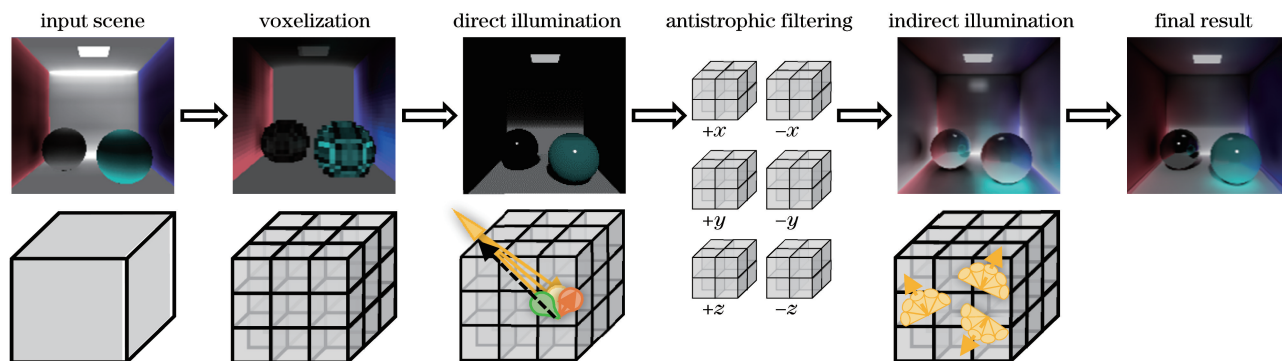 input scene
voxelization
direct illumination
antistrophic filtering
indirect illumination
final result
+x
−x
+y
−y
+z
−z